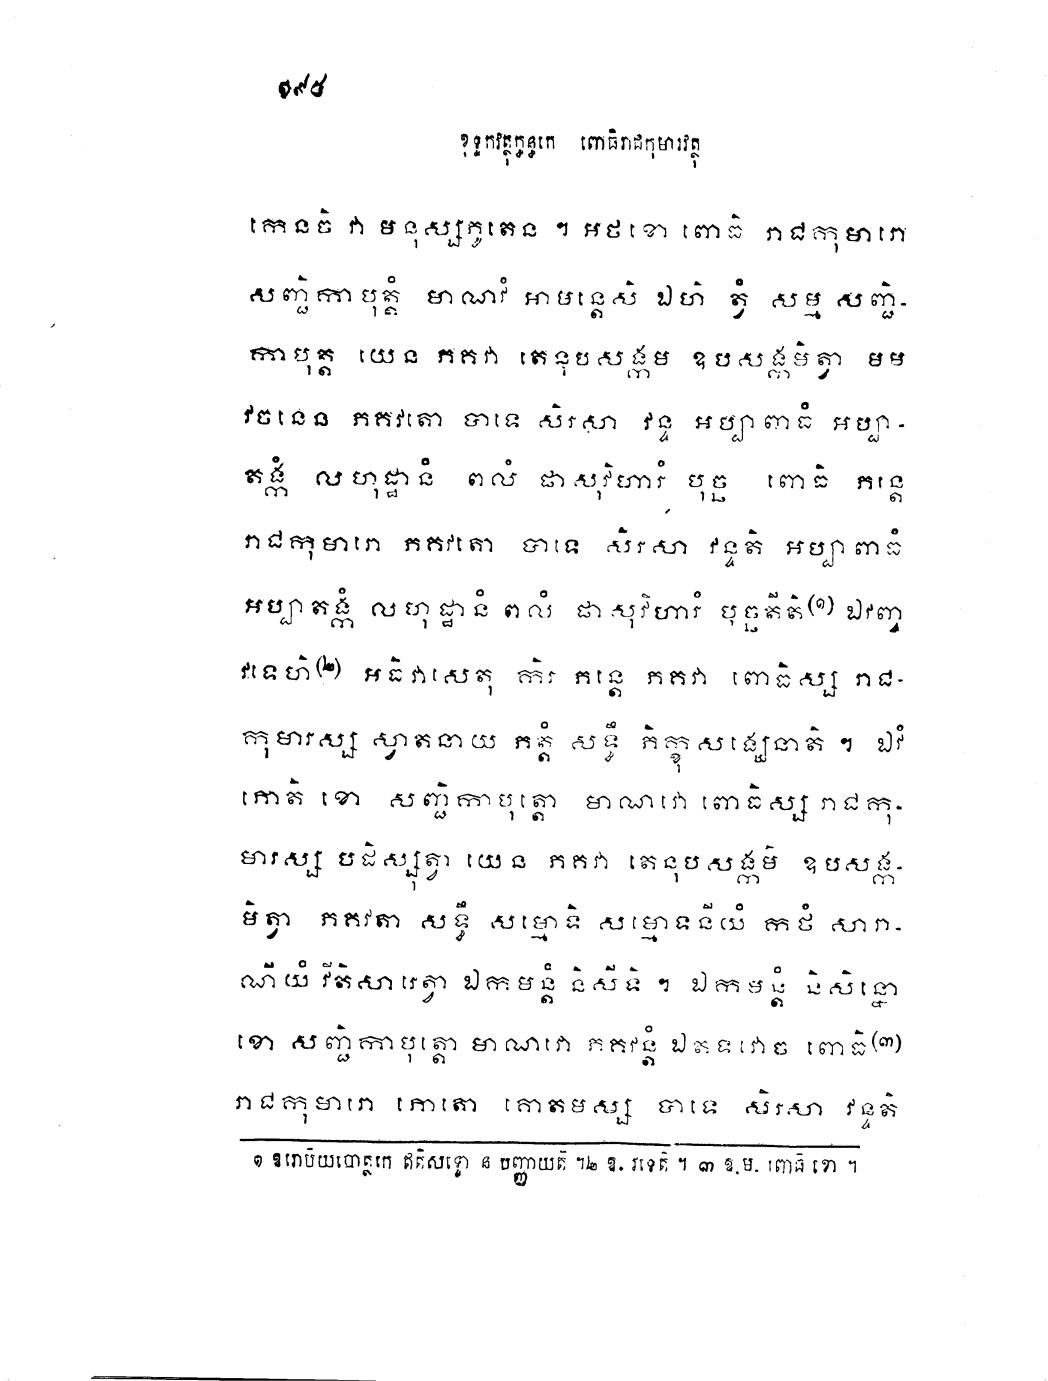 ១៩៥
ខុទ្ទកវត្ថុក្ខន្ធកេ ពោធិរាជកុមារវត្ថុ
កេនចិ វា មនុស្សភូតេន ។ អថខោ ពោធិ រាជកុមារោ
សញ្ជិកាបុត្តំ មាណវំ អាមន្តេសិ ឯហិ ត្វំ សម្ម សញ្ជិ-
កាបុត្ត យេន ភគវា តេនុបសង្កម ឧបសង្កមិត្វា មម
វចនេន ភគវតោ បាទេ សិរសា វន្ទ អប្បាពាធំ អប្បា-
តង្កំ លហុដ្ឋានំ ពលំ ផាសុវិហារំ បុច្ឆ ពោធិ ភន្តេ
រាជកុមារោ ភគវតោ បាទេ សិរសា វន្ទតិ អប្បាពាធំ
អប្បាតង្កំ លហុដ្ឋានំ ពលំ ផាសុវិហារំ បុច្ឆតីតិ(១) ឯវញ្ច
វទេហិ(២) អធិវាសេតុ កិរ ភន្តេ ភគវា ពោធិស្ស រាជ-
កុមារស្ស ស្វាតនាយ ភត្តំ សទ្ធឹ ភិក្ខុសង្ឃេនាតិ ។ ឯវំ
ភោតិ ខោ សញ្ជិកាបុត្តោ មាណវោ ពោធិស្ស រាជកុ-
មារស្ស បដិស្សុត្វា យេន ភគវា តេនុបសង្កមិ ឧបសង្ក-
មិត្វា ភគវតា សទ្ធឹ សម្មោទិ សម្មោទនីយំ កថំ សារា-
ណីយំ វីតិសារេត្វា ឯកមន្តំ និសីទិ ។ ឯកមន្តំ និសិន្នោ
ខោ សញ្ជិកាបុត្តោ មាណវោ ភគវន្តំ ឯតទវោច ពោធិ(៣)
រាជកុមារោ ភោតោ គោតមស្ស បាទេ សិរសា វន្ទតិ
១ ឧរោបិយបោត្ថកេ ឥតិសទ្ទោ ន បញ្ញាយតិ ។ ២ ឱ. វទេតិ ។ ៣ ឱ.ម. ពោធិ ខោ ។